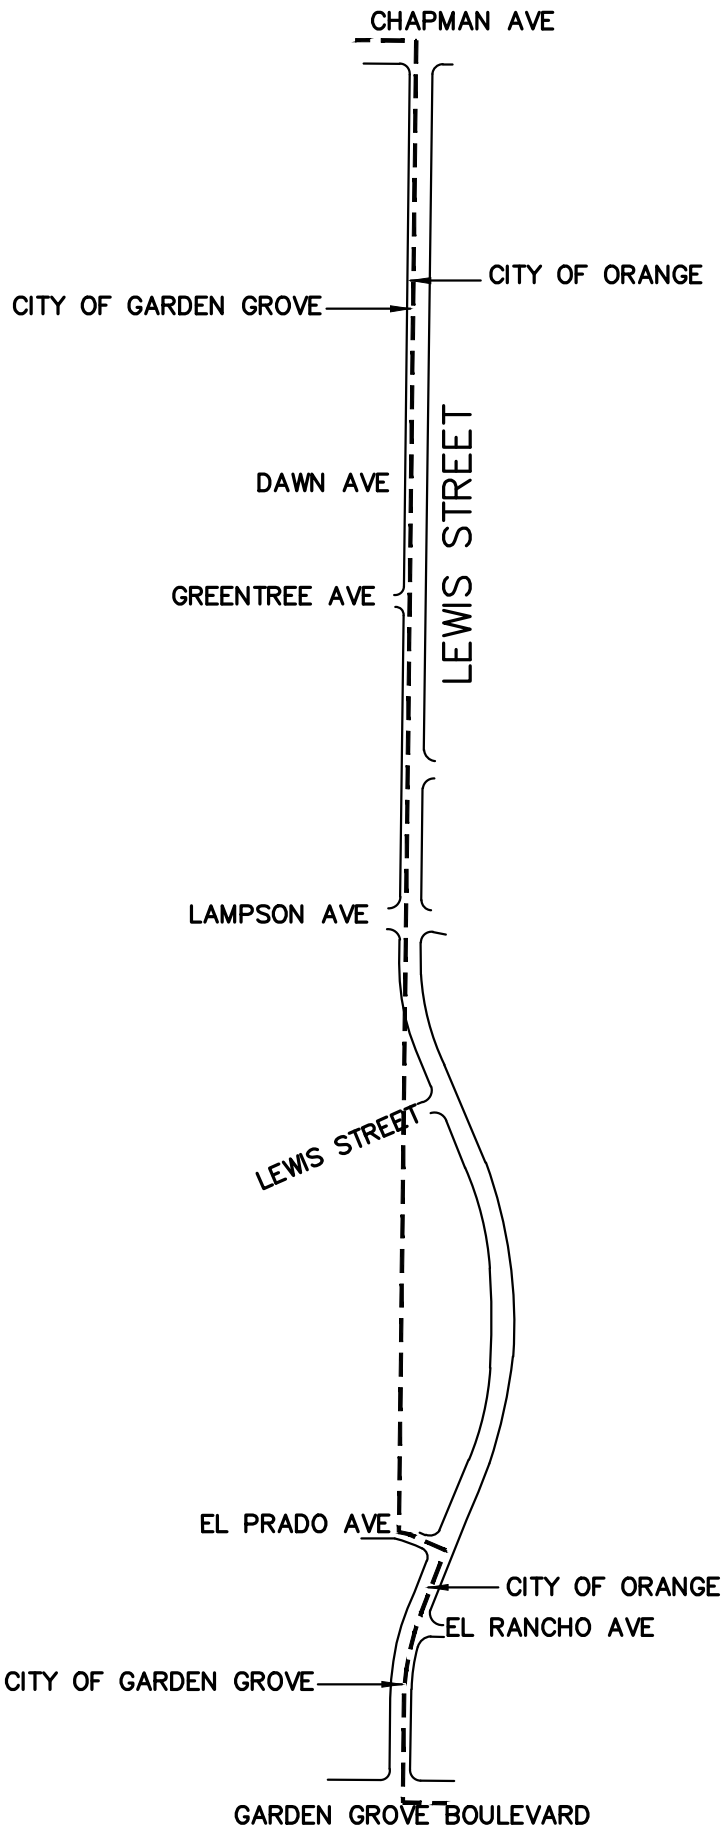 CHAPMAN AVE
CITY OF ORANGE
CITY OF GARDEN GROVE
LEWIS STREET
DAWN AVE
GREENTREE AVE
LAMPSON AVE
LEWIS STREET
EL PRADO AVE
CITY OF ORANGE
EL RANCHO AVE
CITY OF GARDEN GROVE
GARDEN GROVE BOULEVARD